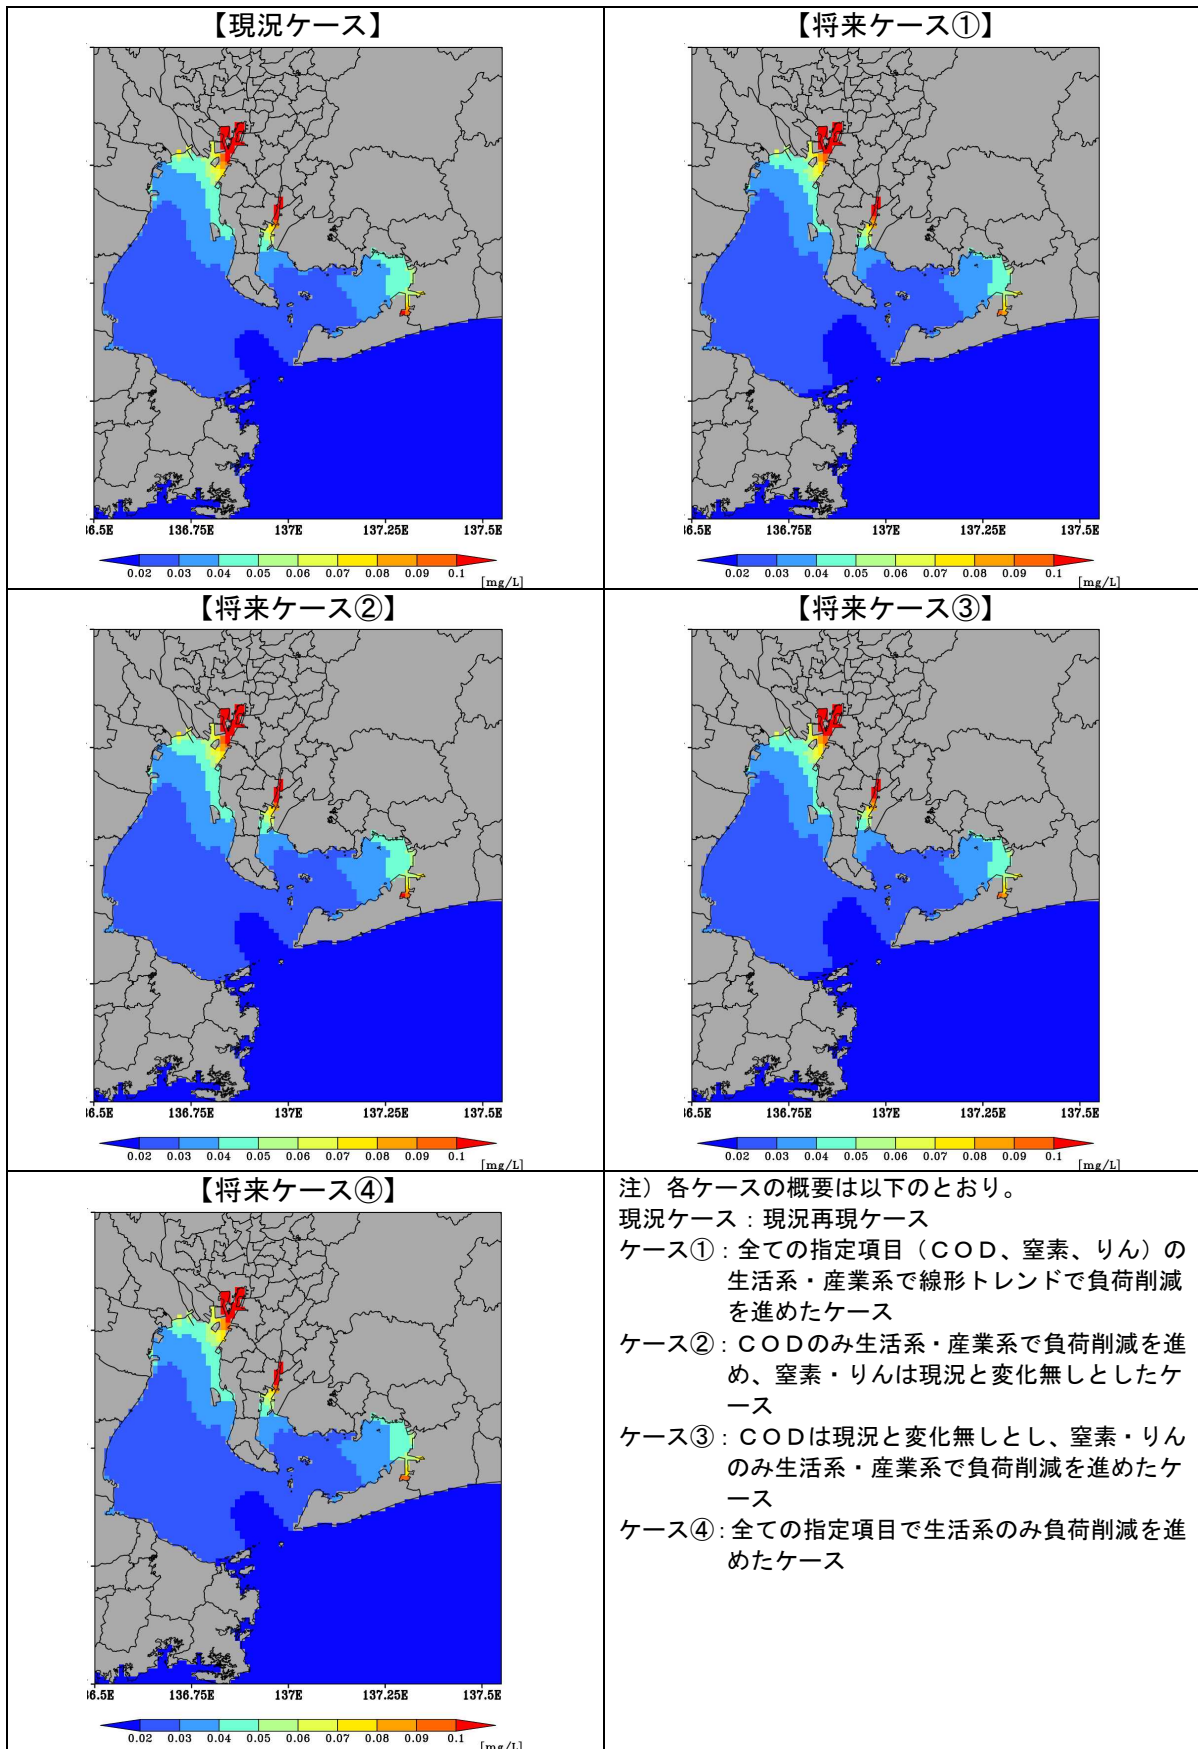 【現況ケース】
【将来ケース①】
36.5E 136.75E 137E 137.25E 137.5E
0.02 0.03 0.04 0.05 0.06 0.07 0.08 0.09 0.1
[mg/L]
36.5E 136.75E 137E 137.25E 137.5E
0.02 0.03 0.04 0.05 0.06 0.07 0.08 0.09 0.1
[mg/L]
【将来ケース②】
【将来ケース③】
36.5E 136.75E 137E 137.25E 137.5E
0.02 0.03 0.04 0.05 0.06 0.07 0.08 0.09 0.1
[mg/L]
36.5E 136.75E 137E 137.25E 137.5E
0.02 0.03 0.04 0.05 0.06 0.07 0.08 0.09 0.1
[mg/L]
【将来ケース④】
36.5E 136.75E 137E 137.25E 137.5E
0.02 0.03 0.04 0.05 0.06 0.07 0.08 0.09 0.1
[mg/L]
注）各ケースの概要は以下のとおり。
現況ケース：現況再現ケース
ケース①：全ての指定項目（ＣＯＤ、窒素、りん）の
生活系・産業系で線形トレンドで負荷削減
を進めたケース
ケース②：ＣＯＤのみ生活系・産業系で負荷削減を進
め、窒素・りんは現況と変化無しとしたケ
ース
ケース③：ＣＯＤは現況と変化無しとし、窒素・りん
のみ生活系・産業系で負荷削減を進めたケ
ース
ケース④：全ての指定項目で生活系のみ負荷削減を進
めたケース